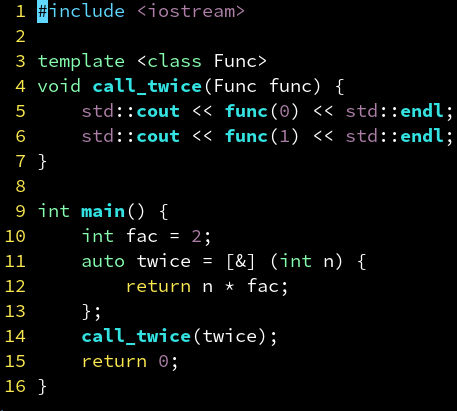 1 #include <iostream>
2
3 template <class Func>
4 void call_twice(Func func) {
5     std::cout << func(0) << std::endl;
6     std::cout << func(1) << std::endl;
7 }
8
9 int main() {
10     int fac = 2;
11     auto twice = [&] (int n) {
12         return n * fac;
13     };
14     call_twice(twice);
15     return 0;
16 }